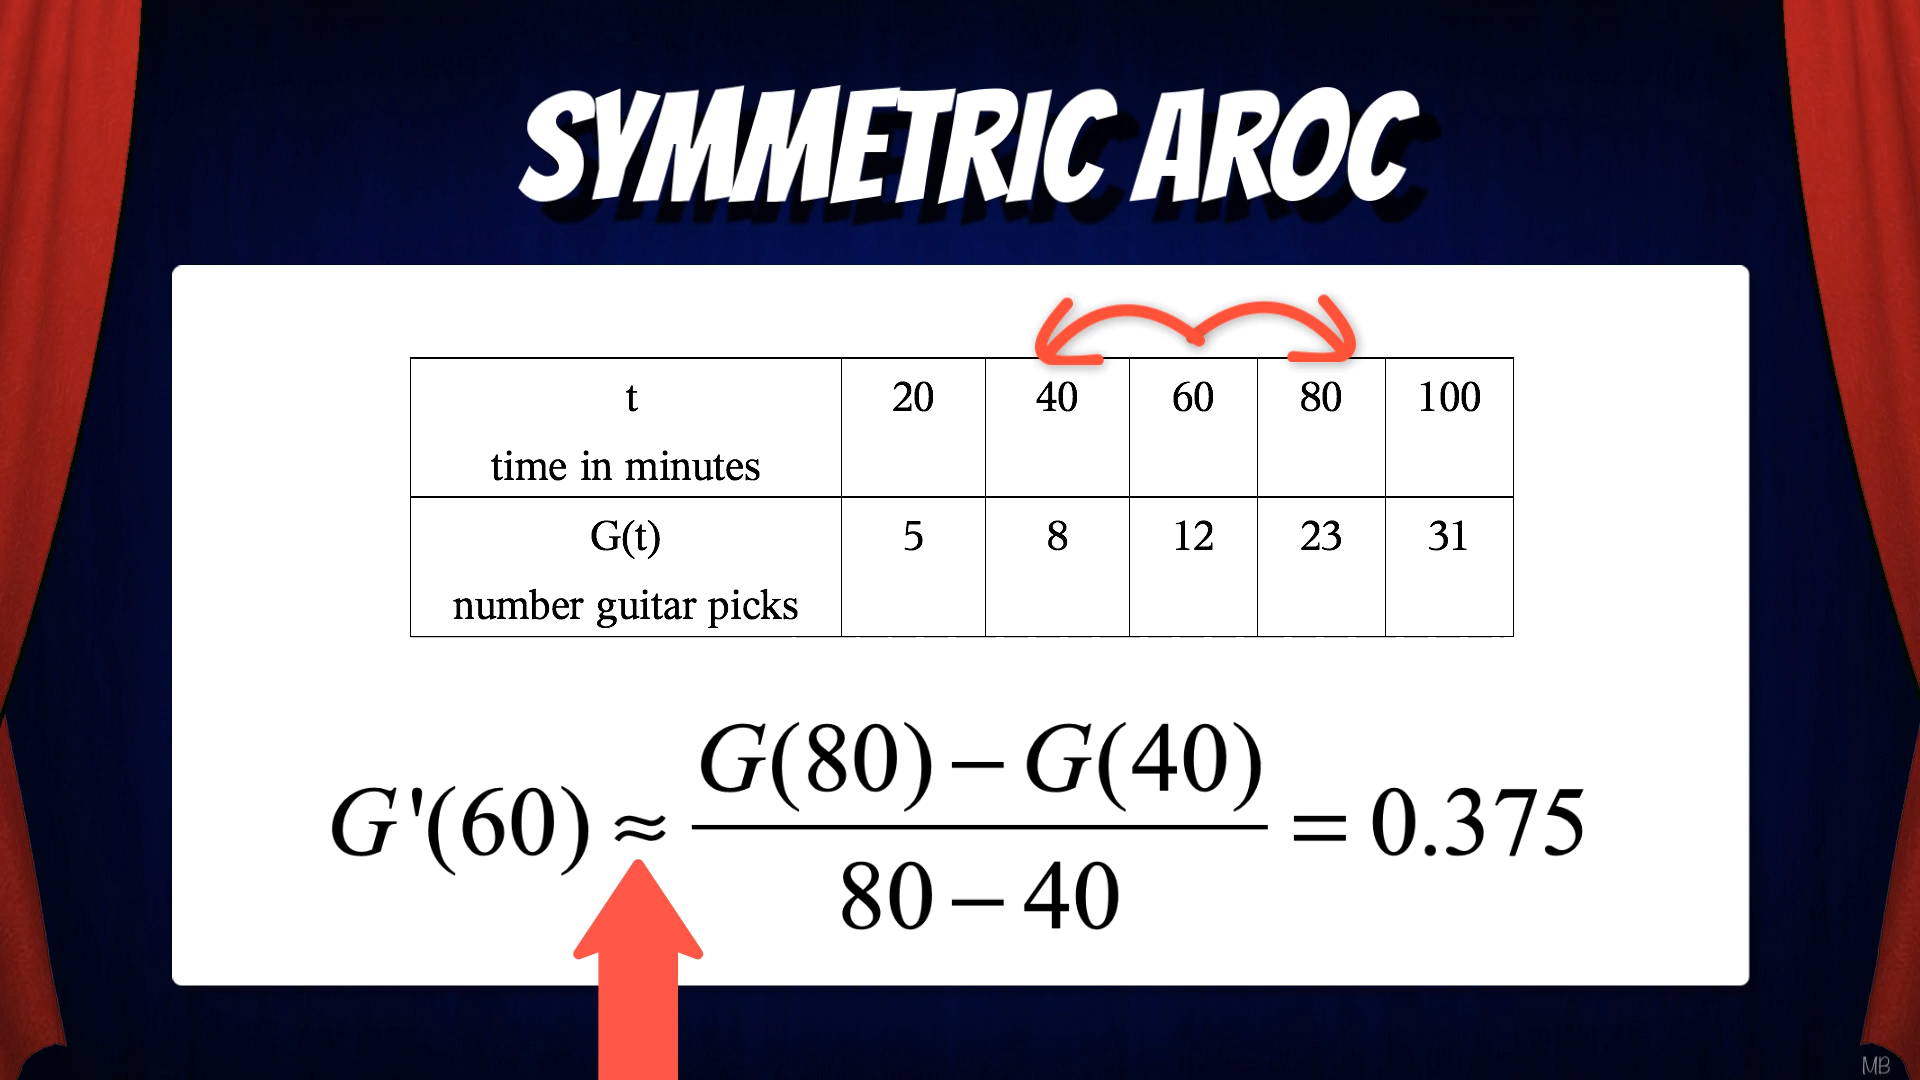 SYMMETRIC AROC
t 20 40 60 80 100
time in minutes
G(t) 5 8 12 23 31
number guitar picks
G'(60) ≈ G(80) – G(40) / 80 – 40 = 0.375
MB